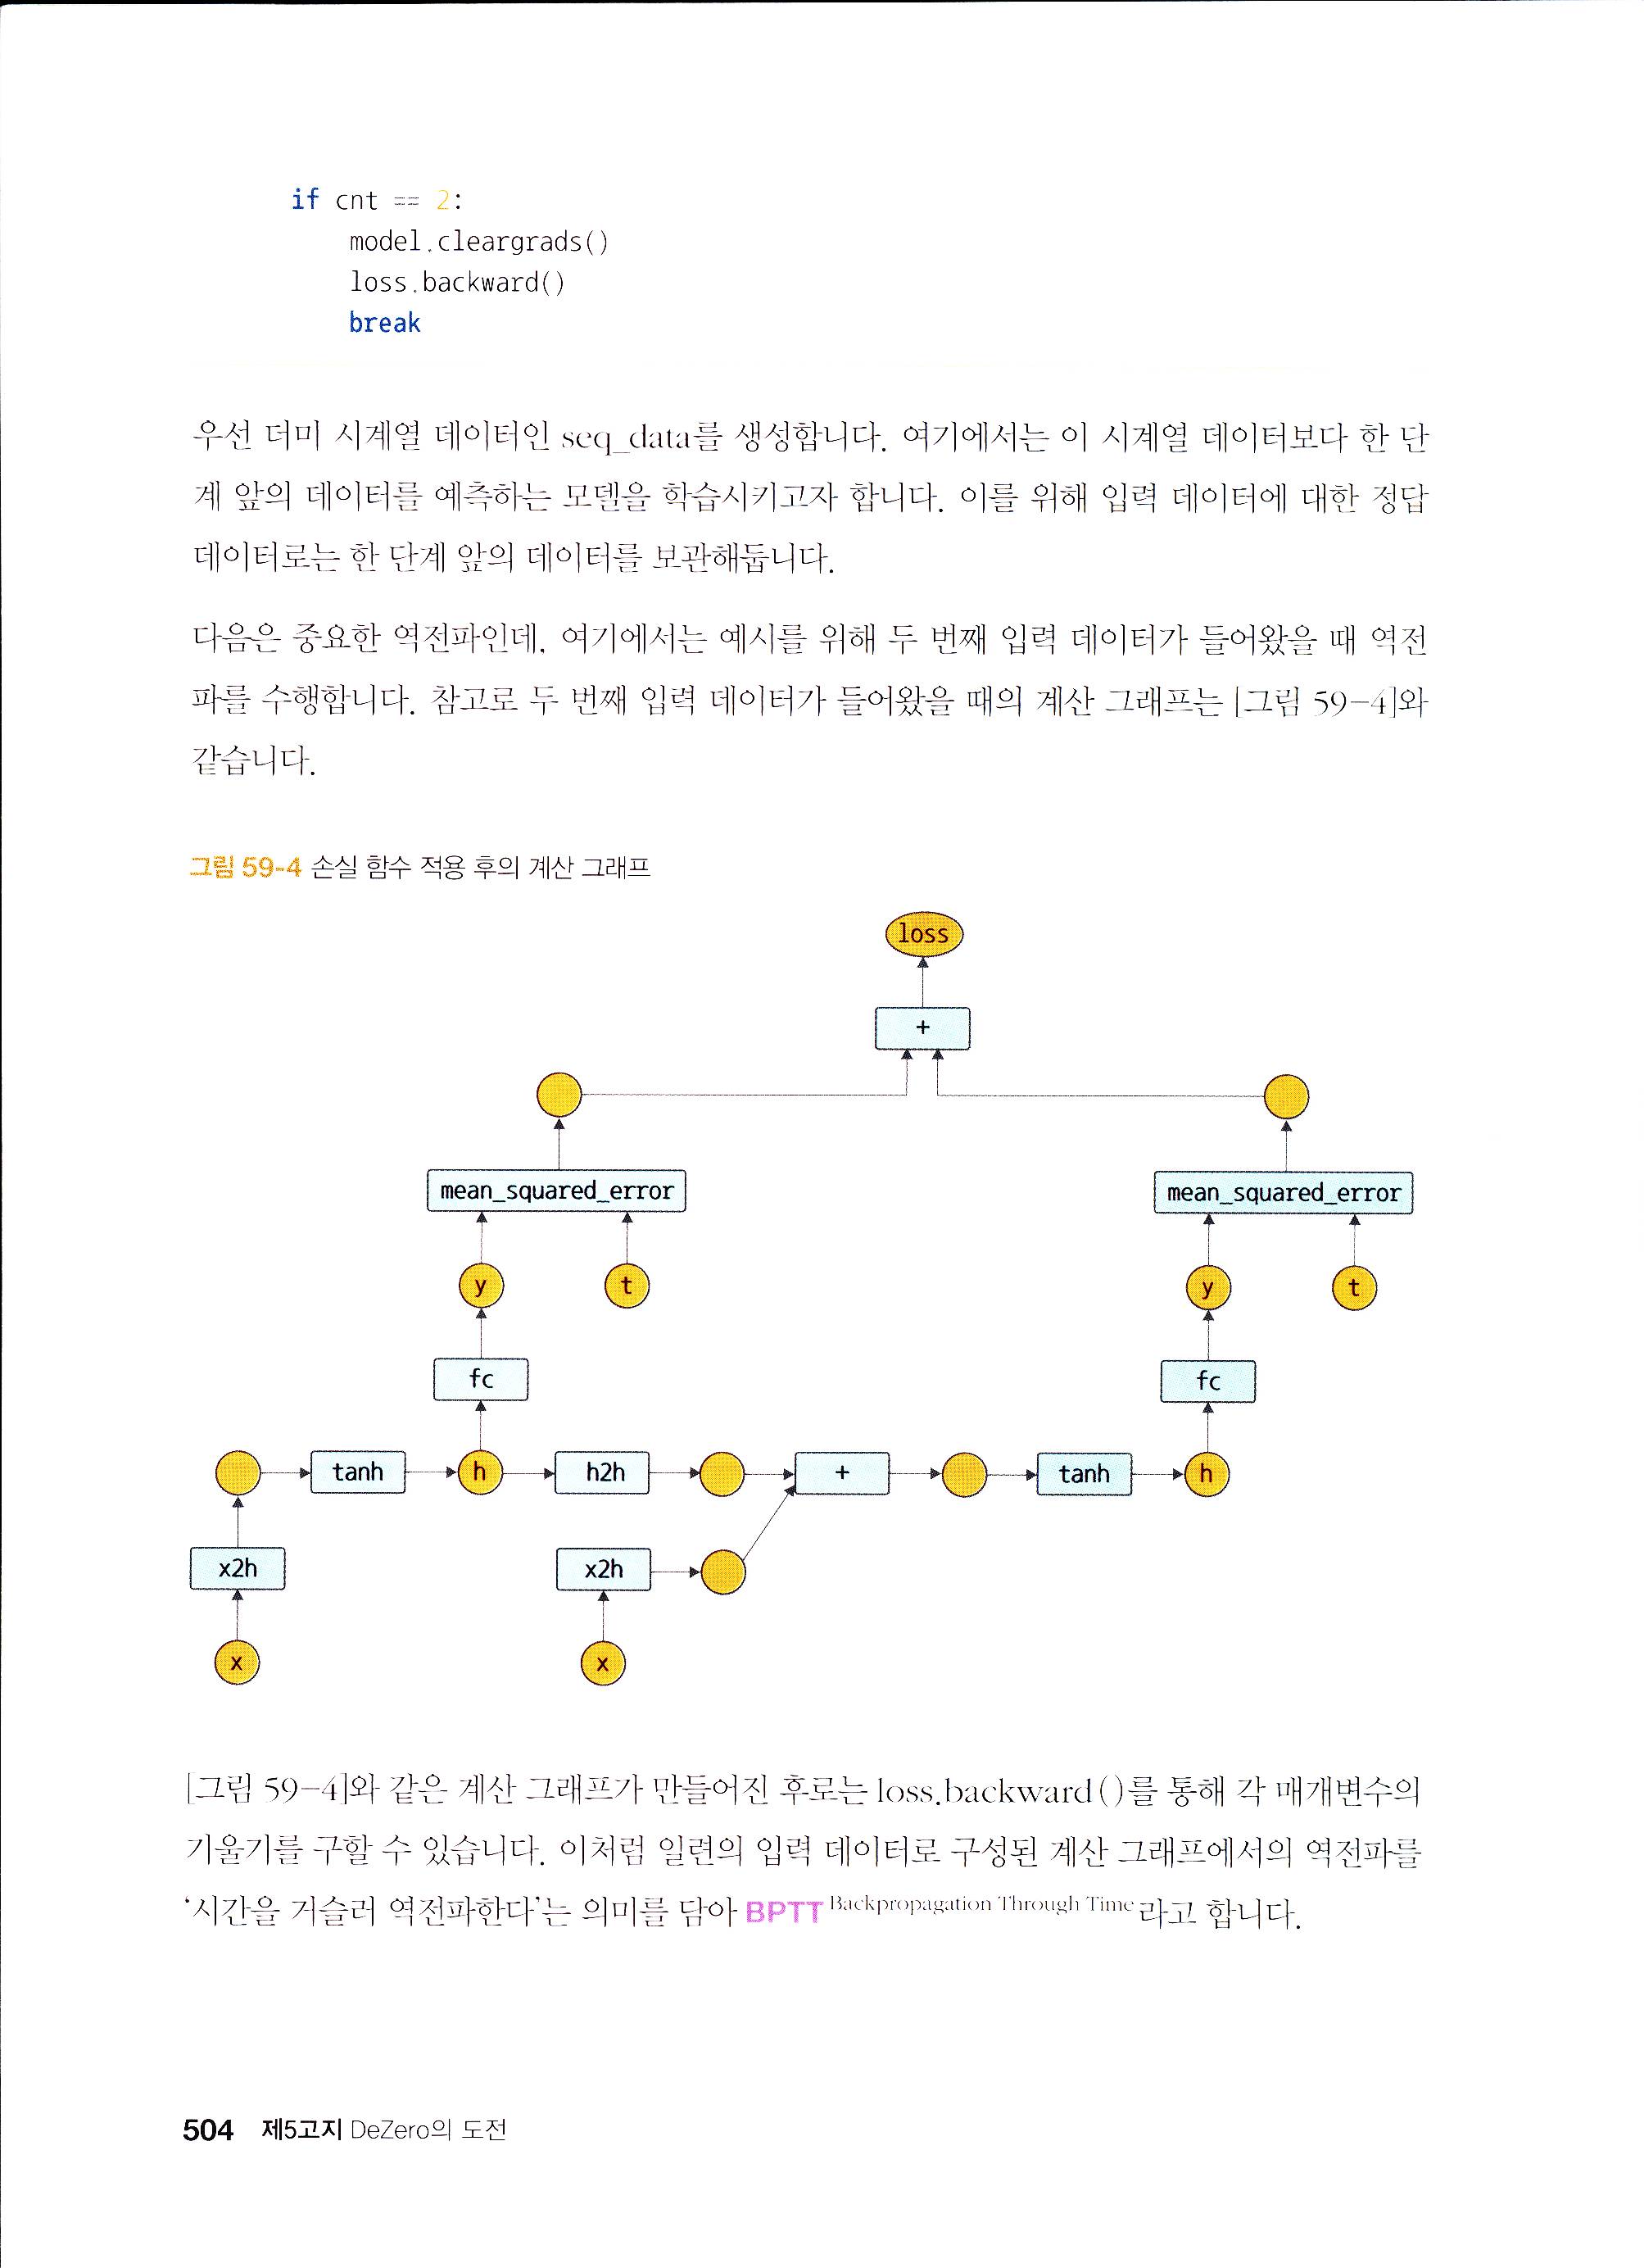 if cnt == 2:
model.cleargrads()
loss.backward()
break
우선 더미 시계열 데이터인 seq_data를 생성합니다. 여기에서는 이 시계열 데이터보다 한 단
계 앞의 데이터를 예측하는 모델을 학습시키고자 합니다. 이를 위해 입력 데이터에 대한 정답
데이터로는 한 단계 앞의 데이터를 보관해둡니다.
다음은 중요한 역전파인데, 여기에서는 예시를 위해 두 번째 입력 데이터가 들어왔을 때 역전
파를 수행합니다. 참고로 두 번째 입력 데이터가 들어왔을 때의 계산 그래프는 [그림 59-4]와
같습니다.
그림 59-4 손실 함수 적용 후의 계산 그래프
loss
+
mean_squared_error
mean_squared_error
y
t
y
t
fc
fc
tanh
h
h2h
+
tanh
h
x2h
x2h
x
x
[그림 59-4]와 같은 계산 그래프가 만들어진 후로는 loss.backward()를 통해 각 매개변수의
기울기를 구할 수 있습니다. 이처럼 일련의 입력 데이터로 구성된 계산 그래프에서의 역전파를
‘시간을 거슬러 역전파한다’는 의미를 담아 BPTT Backpropagation Through Time라고 합니다.
504 제5고지 DeZero의 도전